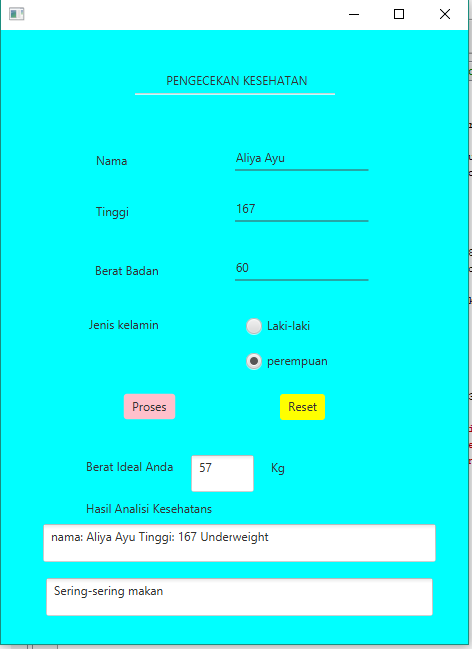 PENGECEKAN KESEHATAN
Nama Aliya Ayu
Tinggi 167
Berat Badan 60
Jenis kelamin Laki-laki
perempuan
Proses Reset
Berat Ideal Anda 57 Kg
Hasil Analisi Kesehatans
nama: Aliya Ayu Tinggi: 167 Underweight
Sering-sering makan